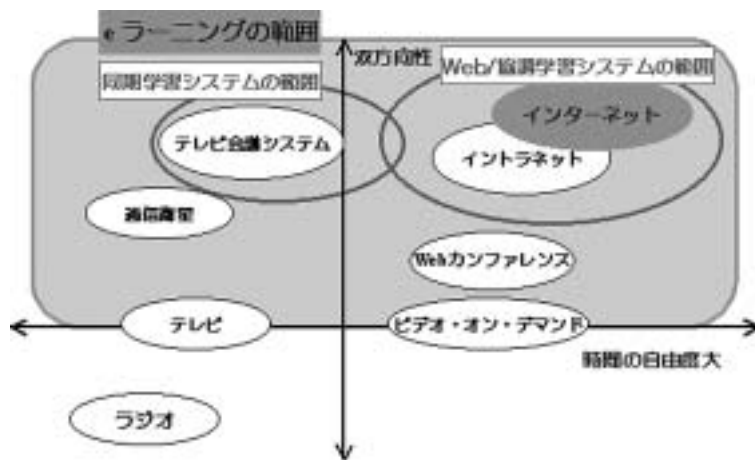 eラーニングの範囲
双方向性
Web/協調学習システムの範囲
同期学習システムの範囲
インターネット
テレビ会議システム
イントラネット
通信衛星
Webカンファレンス
テレビ
ビデオ・オン・デマンド
時間の自由度大
ラジオ